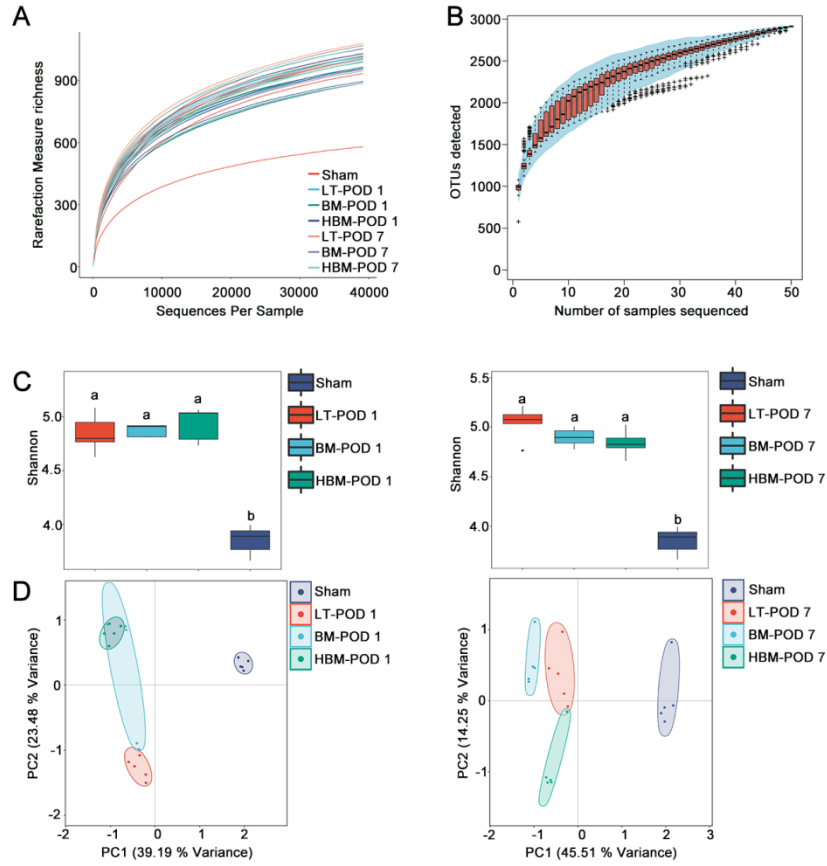 A
Rarefaction Measure richness
900
600
300
0
0
10000
20000
30000
40000
Sequences Per Sample
Sham
LT-POD 1
BM-POD 1
HBM-POD 1
LT-POD 7
BM-POD 7
HBM-POD 7
B
OTUs detected
3000
2500
2000
1500
1000
500
0
0
10
20
30
40
50
Number of samples sequenced
C
Shannon
5.0
4.5
4.0
a
a
a
b
Sham
LT-POD 1
BM-POD 1
HBM-POD 1
Shannon
5.5
5.0
4.5
4.0
a
a
a
b
Sham
LT-POD 7
BM-POD 7
HBM-POD 7
D
PC2 (23.48 % Variance)
1
0
-1
-2
-2
-1
0
1
2
3
PC1 (39.19 % Variance)
Sham
LT-POD 1
BM-POD 1
HBM-POD 1
PC2 (14.25 % Variance)
1
0
-1
-2
-1
0
1
2
3
PC1 (45.51 % Variance)
Sham
LT-POD 7
BM-POD 7
HBM-POD 7